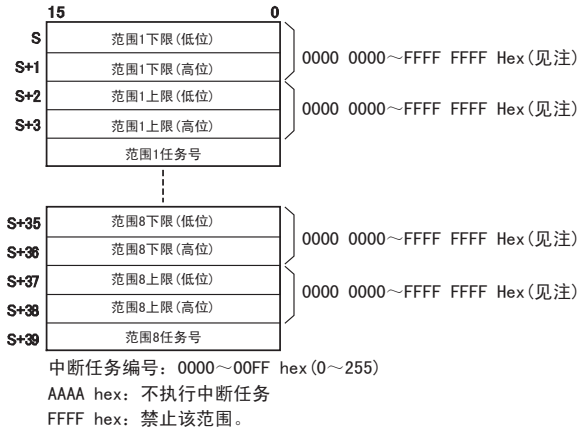 15 0
S 范围1下限(低位)
S+1 范围1下限(高位)
0000 0000～FFFF FFFF Hex(见注)
S+2 范围1上限(低位)
S+3 范围1上限(高位)
0000 0000～FFFF FFFF Hex(见注)
范围1任务号
S+35 范围8下限(低位)
S+36 范围8下限(高位)
0000 0000～FFFF FFFF Hex(见注)
S+37 范围8上限(低位)
S+38 范围8上限(高位)
0000 0000～FFFF FFFF Hex(见注)
S+39 范围8任务号
中断任务编号：0000～00FF hex(0～255)
AAAA hex：不执行中断任务
FFFF hex：禁止该范围。